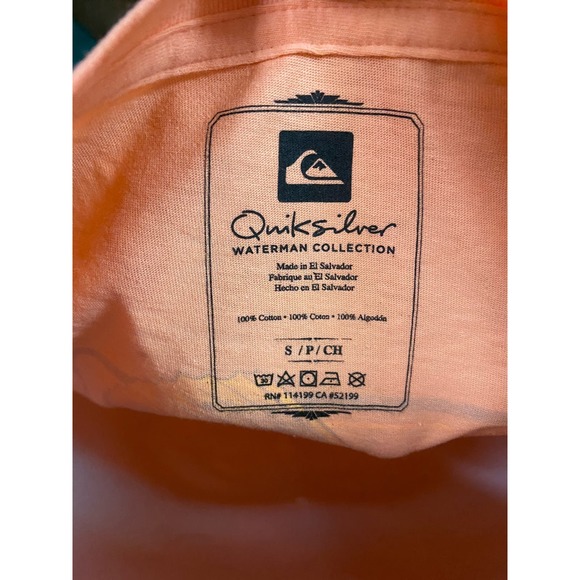 Quiksilver
WATERMAN COLLECTION
Made in El Salvador
Fabrique au El Salvador
Hecho en El Salvador
100% Cotton • 100% Coton • 100% Algodón
S / P / CH
30
RN# 114199 CA #52199